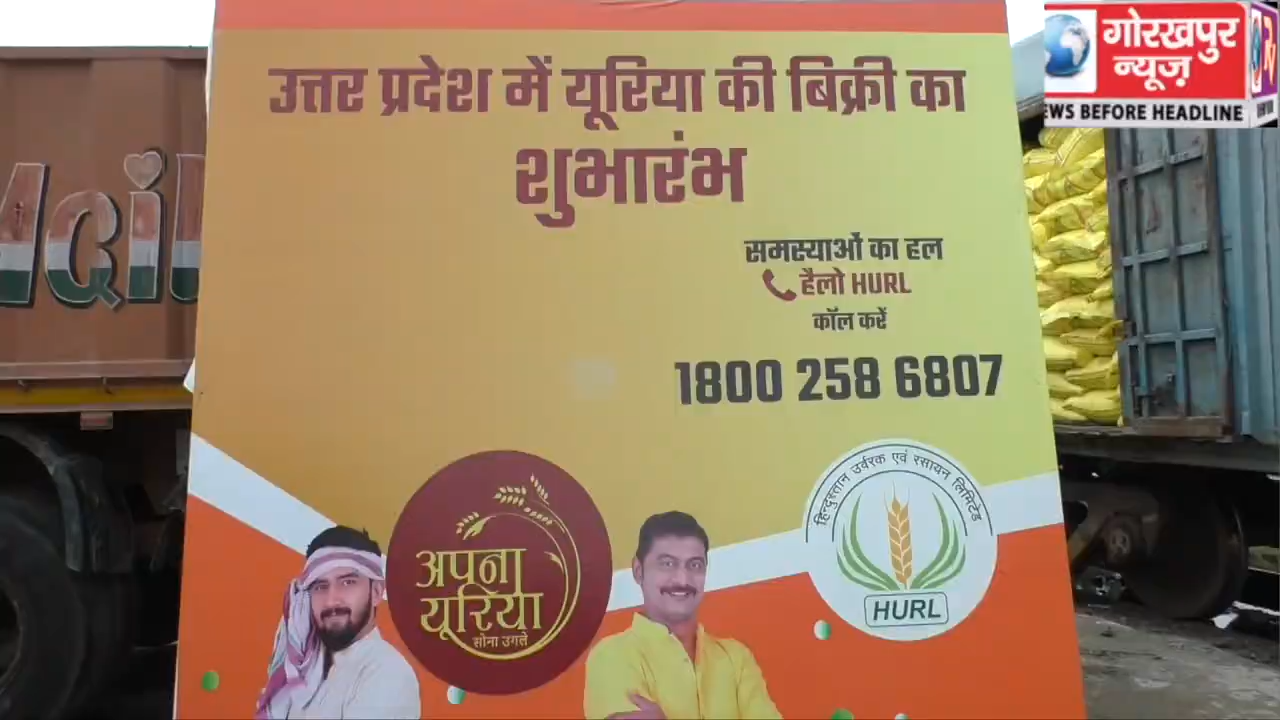 गोरखपुर
न्यूज़
EWS BEFORE HEADLINE
उत्तर प्रदेश में यूरिया की बिक्री का
शुभारंभ
समस्याओं का हल
हैलो HURL
कॉल करें
1800 258 6807
अपना
यूरिया
सोना उगले
हिन्दुस्तान उर्वरक एवं रसायन लिमिटेड
HURL